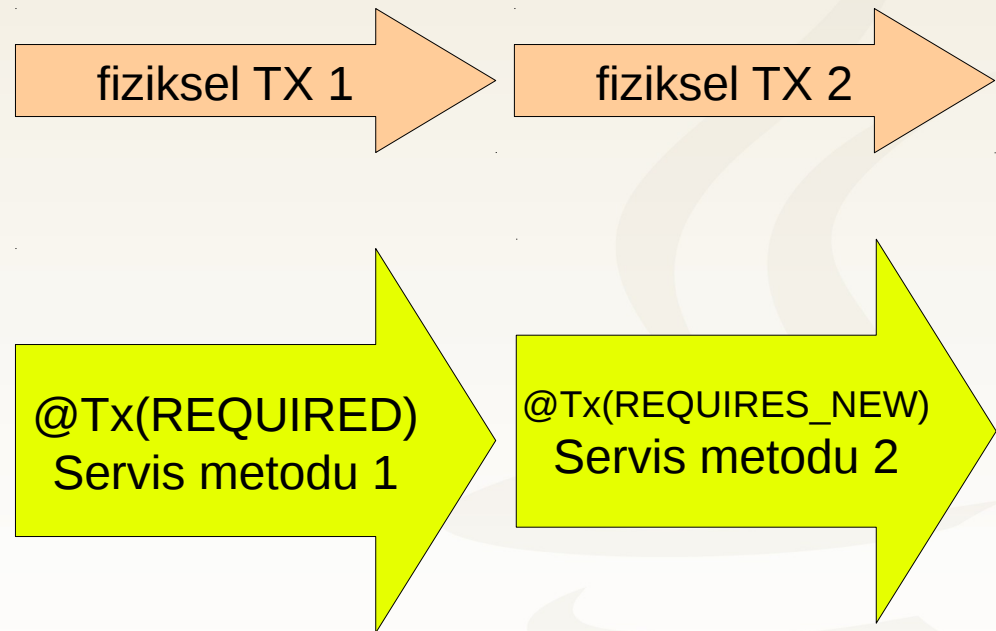 fiziksel TX 1
fiziksel TX 2
@Tx(REQUIRED)
Servis metodu 1
@Tx(REQUIRES_NEW)
Servis metodu 2